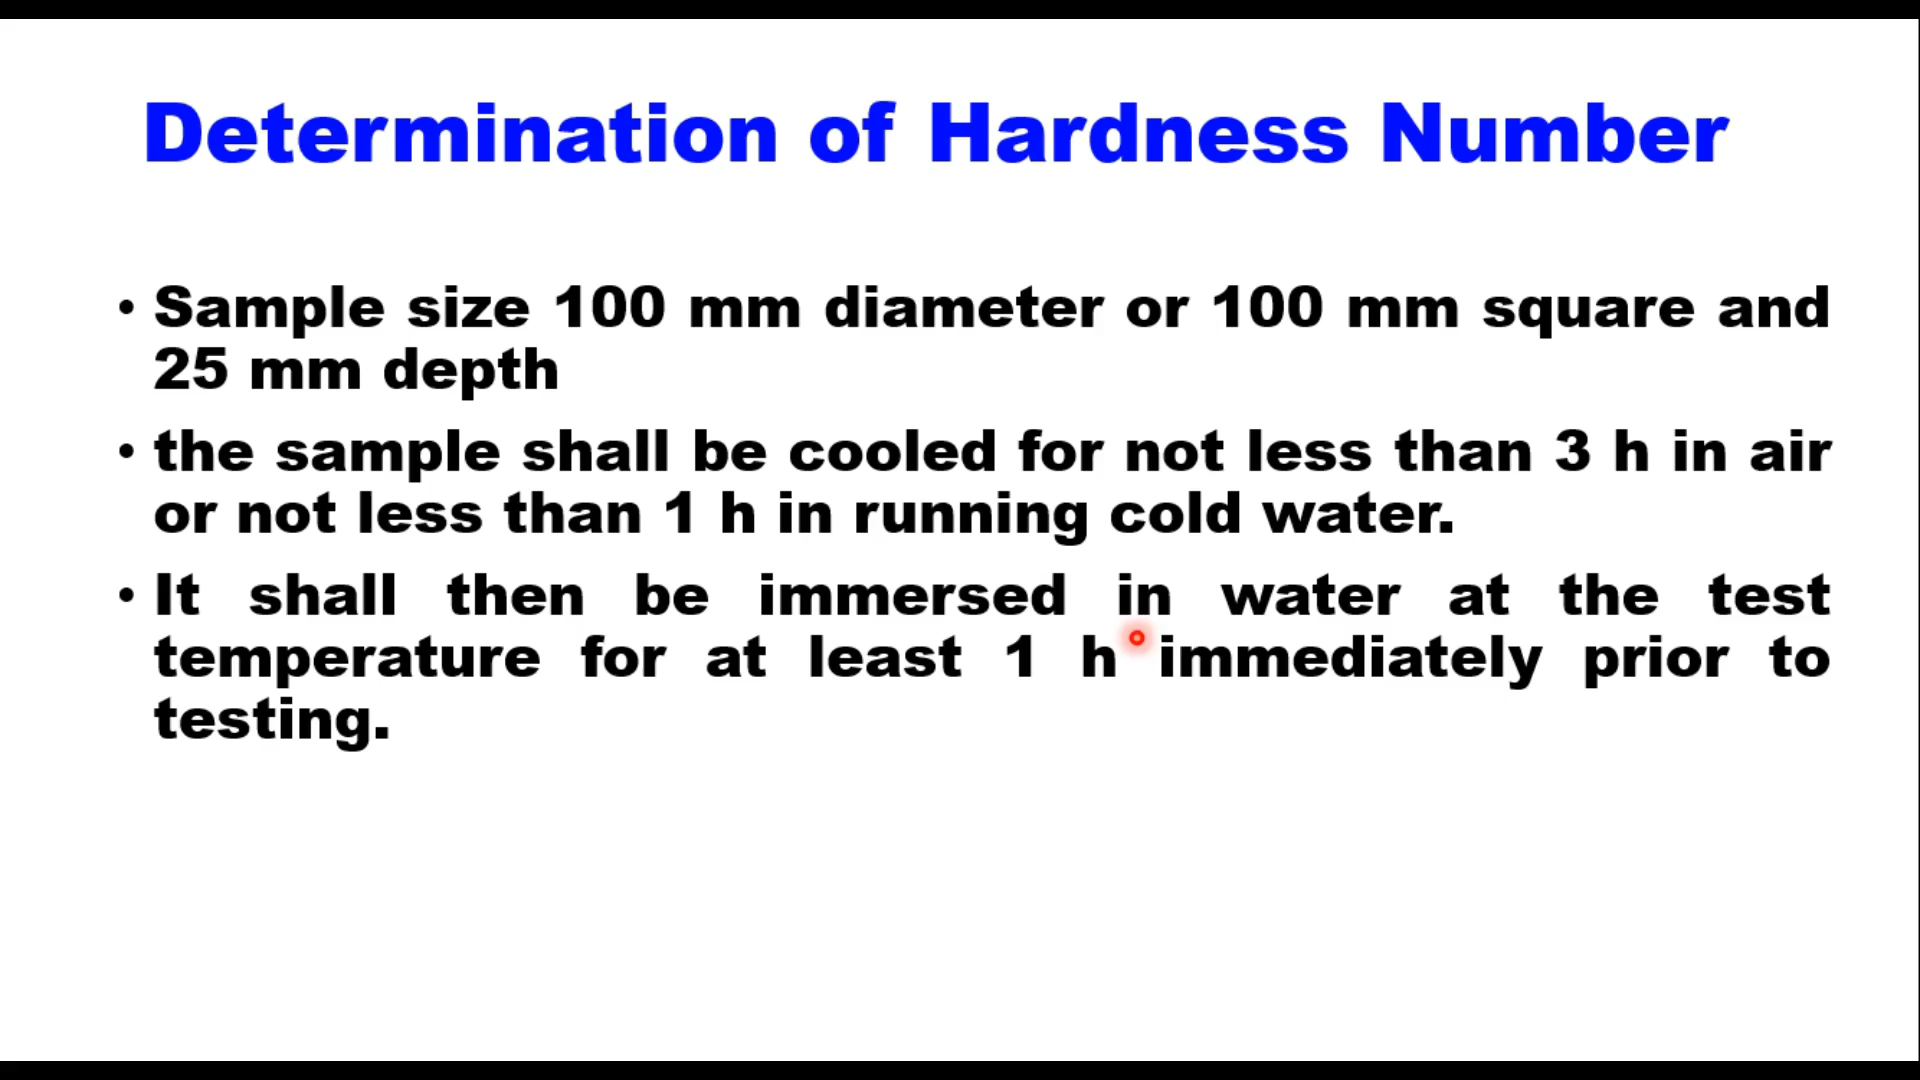 Determination of Hardness Number
• Sample size 100 mm diameter or 100 mm square and
25 mm depth
• the sample shall be cooled for not less than 3 h in air
or not less than 1 h in running cold water.
• It shall then be immersed in water at the test
temperature for at least 1 h immediately prior to
testing.